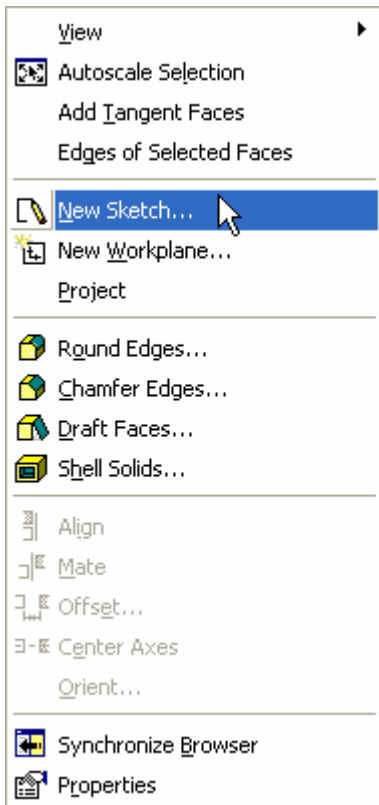 View
Autoscale Selection
Add Tangent Faces
Edges of Selected Faces
New Sketch...
New Workplane...
Project
Round Edges...
Chamfer Edges...
Draft Faces...
Shell Solids...
Align
Mate
Offset...
Center Axes
Orient...
Synchronize Browser
Properties